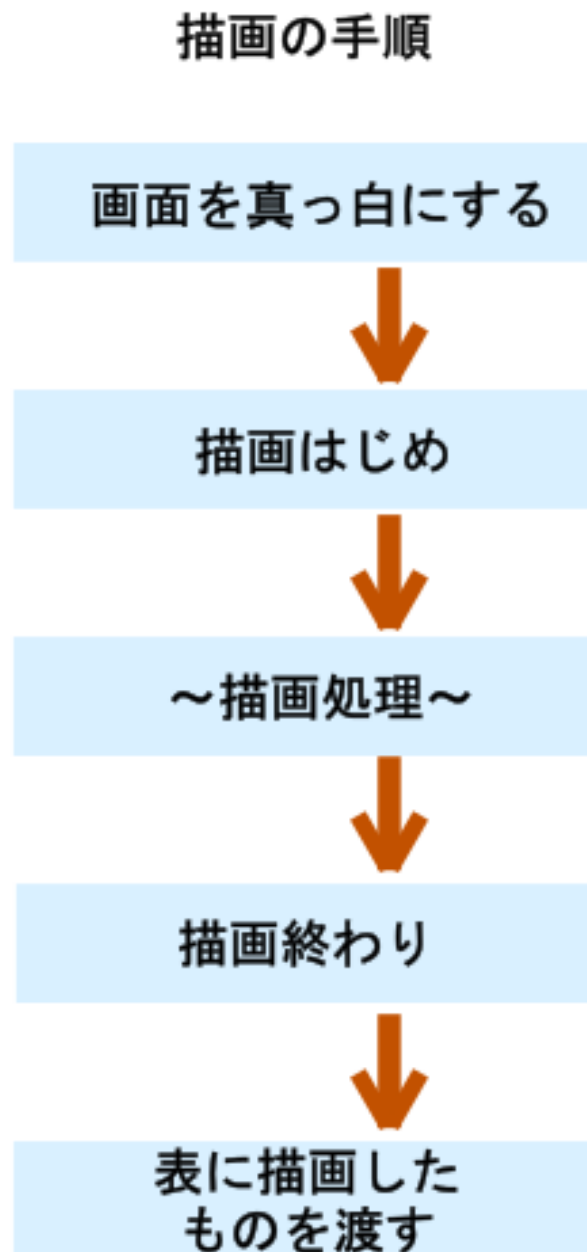 描画の手順
画面を真っ白にする
描画はじめ
～描画処理～
描画終わり
表に描画した
ものを渡す